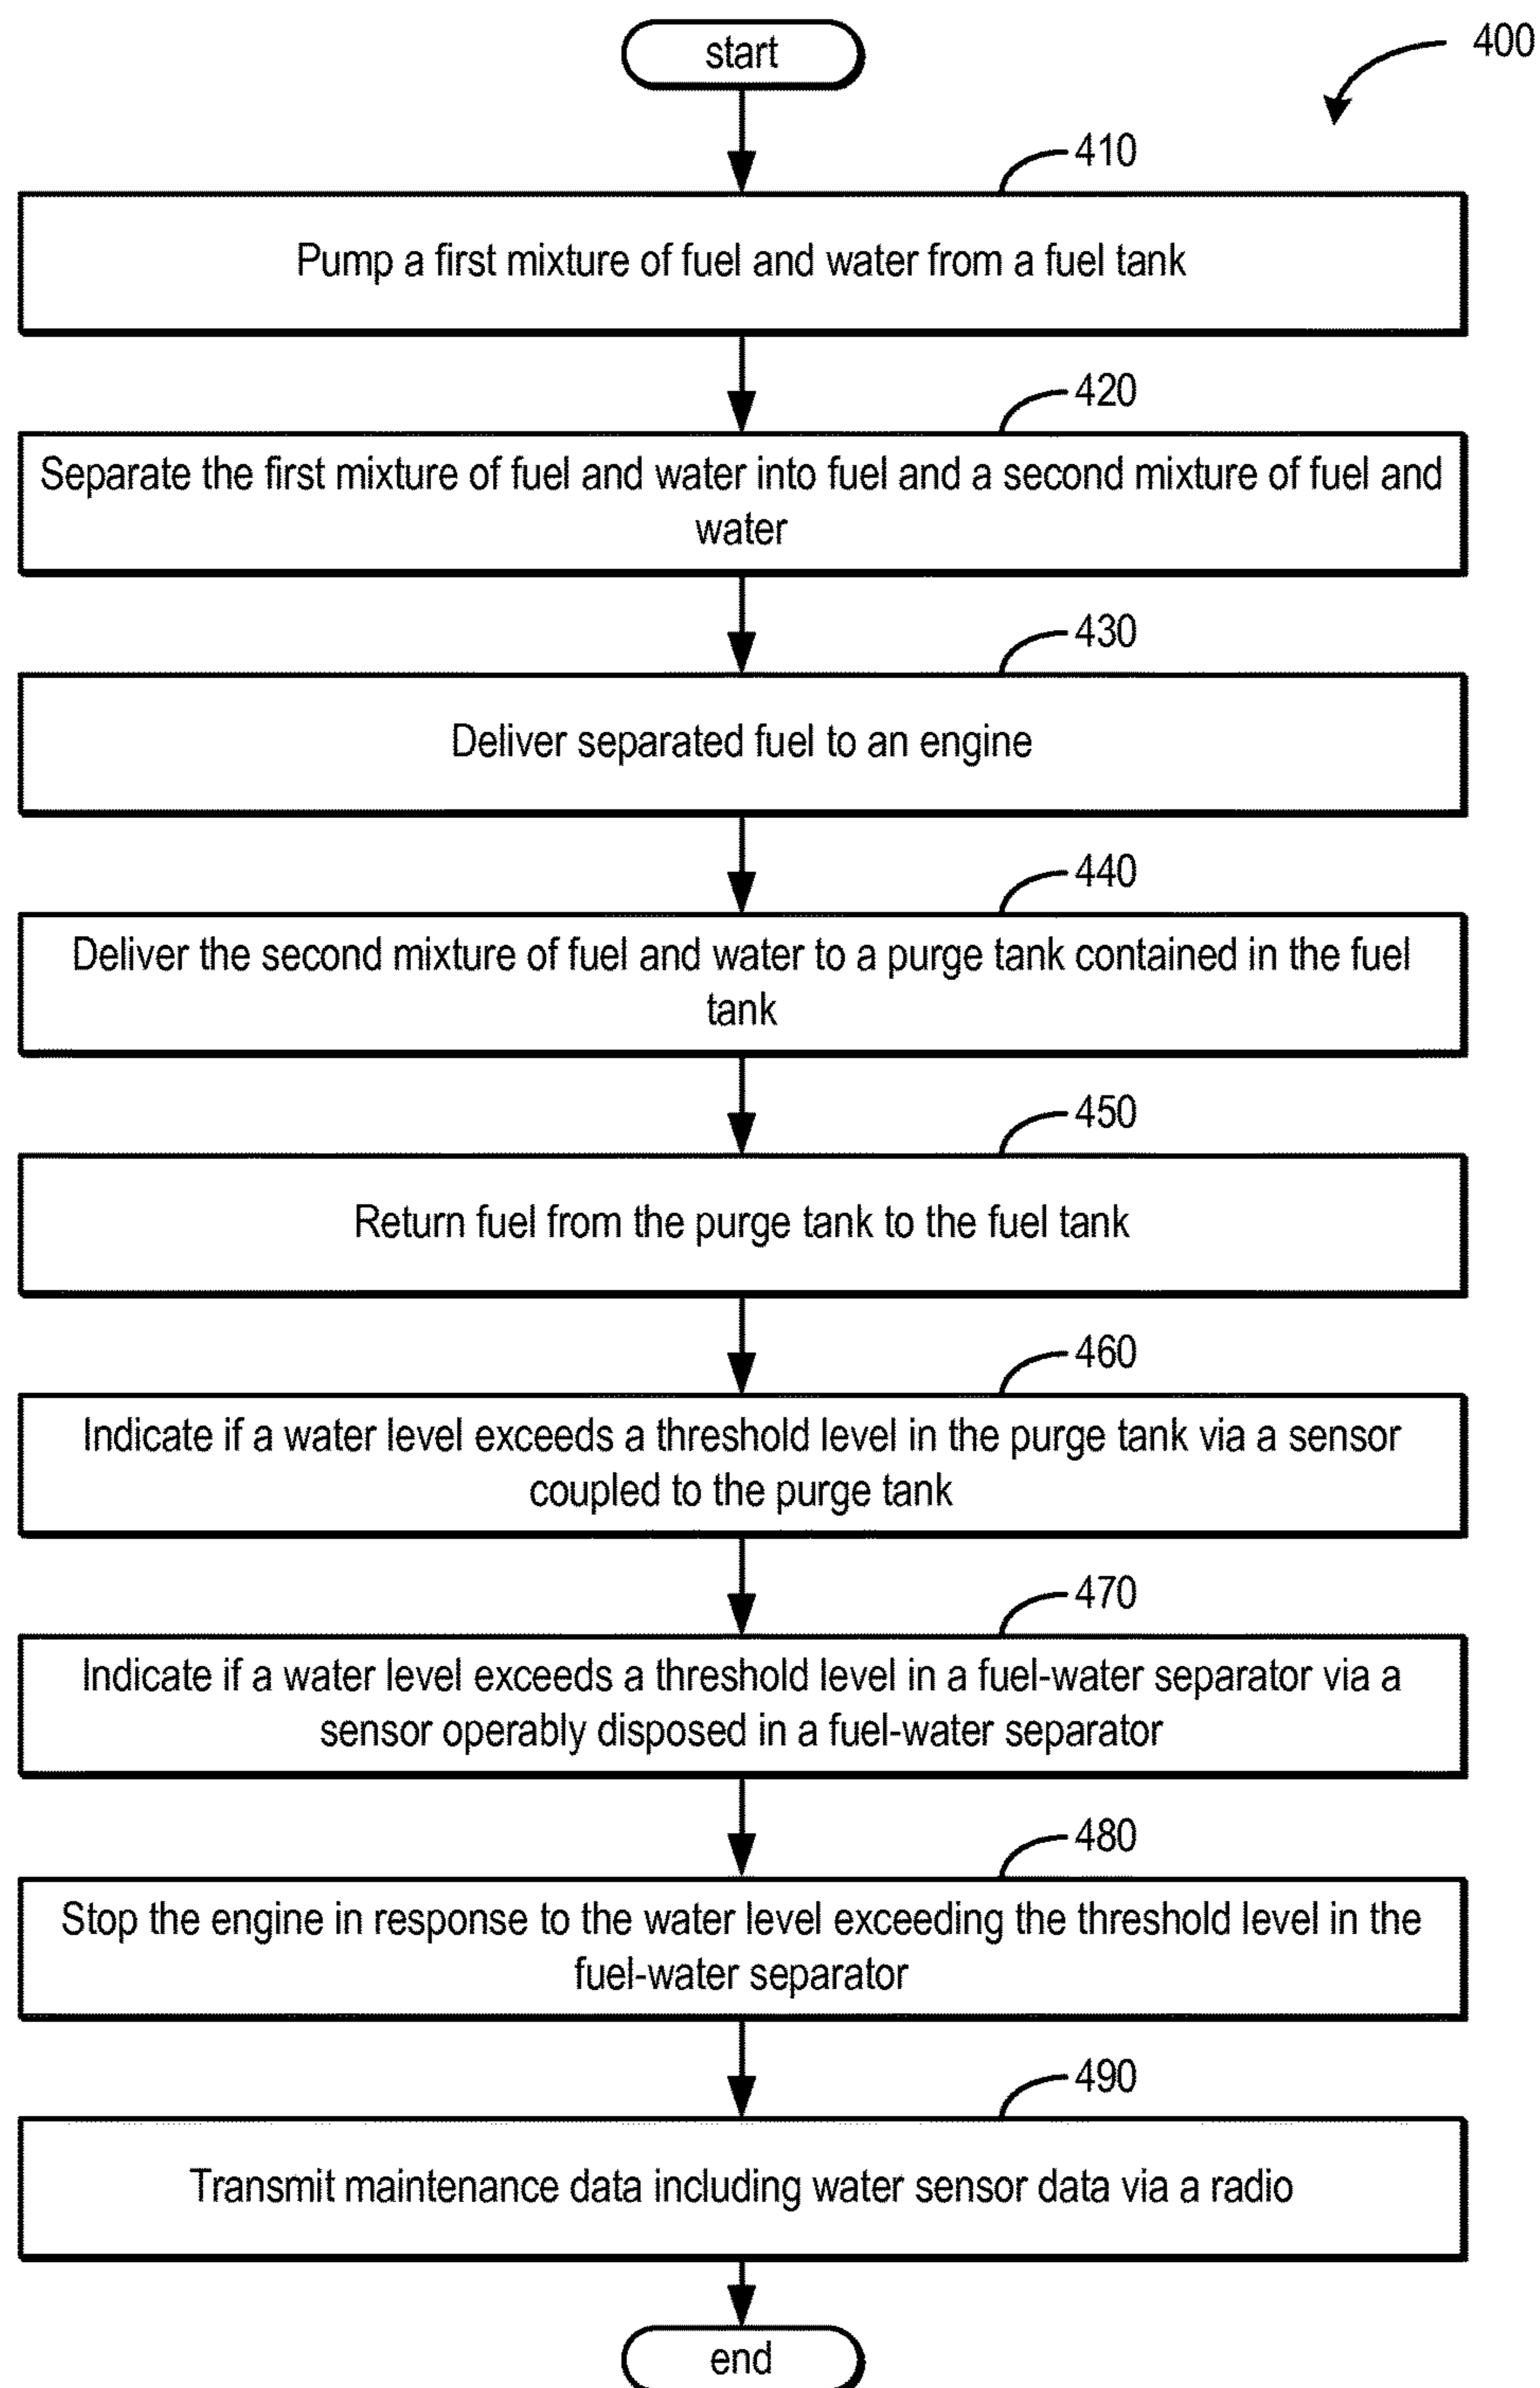 start
400
410
Pump a first mixture of fuel and water from a fuel tank
420
Separate the first mixture of fuel and water into fuel and a second mixture of fuel and
water
430
Deliver separated fuel to an engine
440
Deliver the second mixture of fuel and water to a purge tank contained in the fuel
tank
450
Return fuel from the purge tank to the fuel tank
460
Indicate if a water level exceeds a threshold level in the purge tank via a sensor
coupled to the purge tank
470
Indicate if a water level exceeds a threshold level in a fuel-water separator via a
sensor operably disposed in a fuel-water separator
480
Stop the engine in response to the water level exceeding the threshold level in the
fuel-water separator
490
Transmit maintenance data including water sensor data via a radio
end